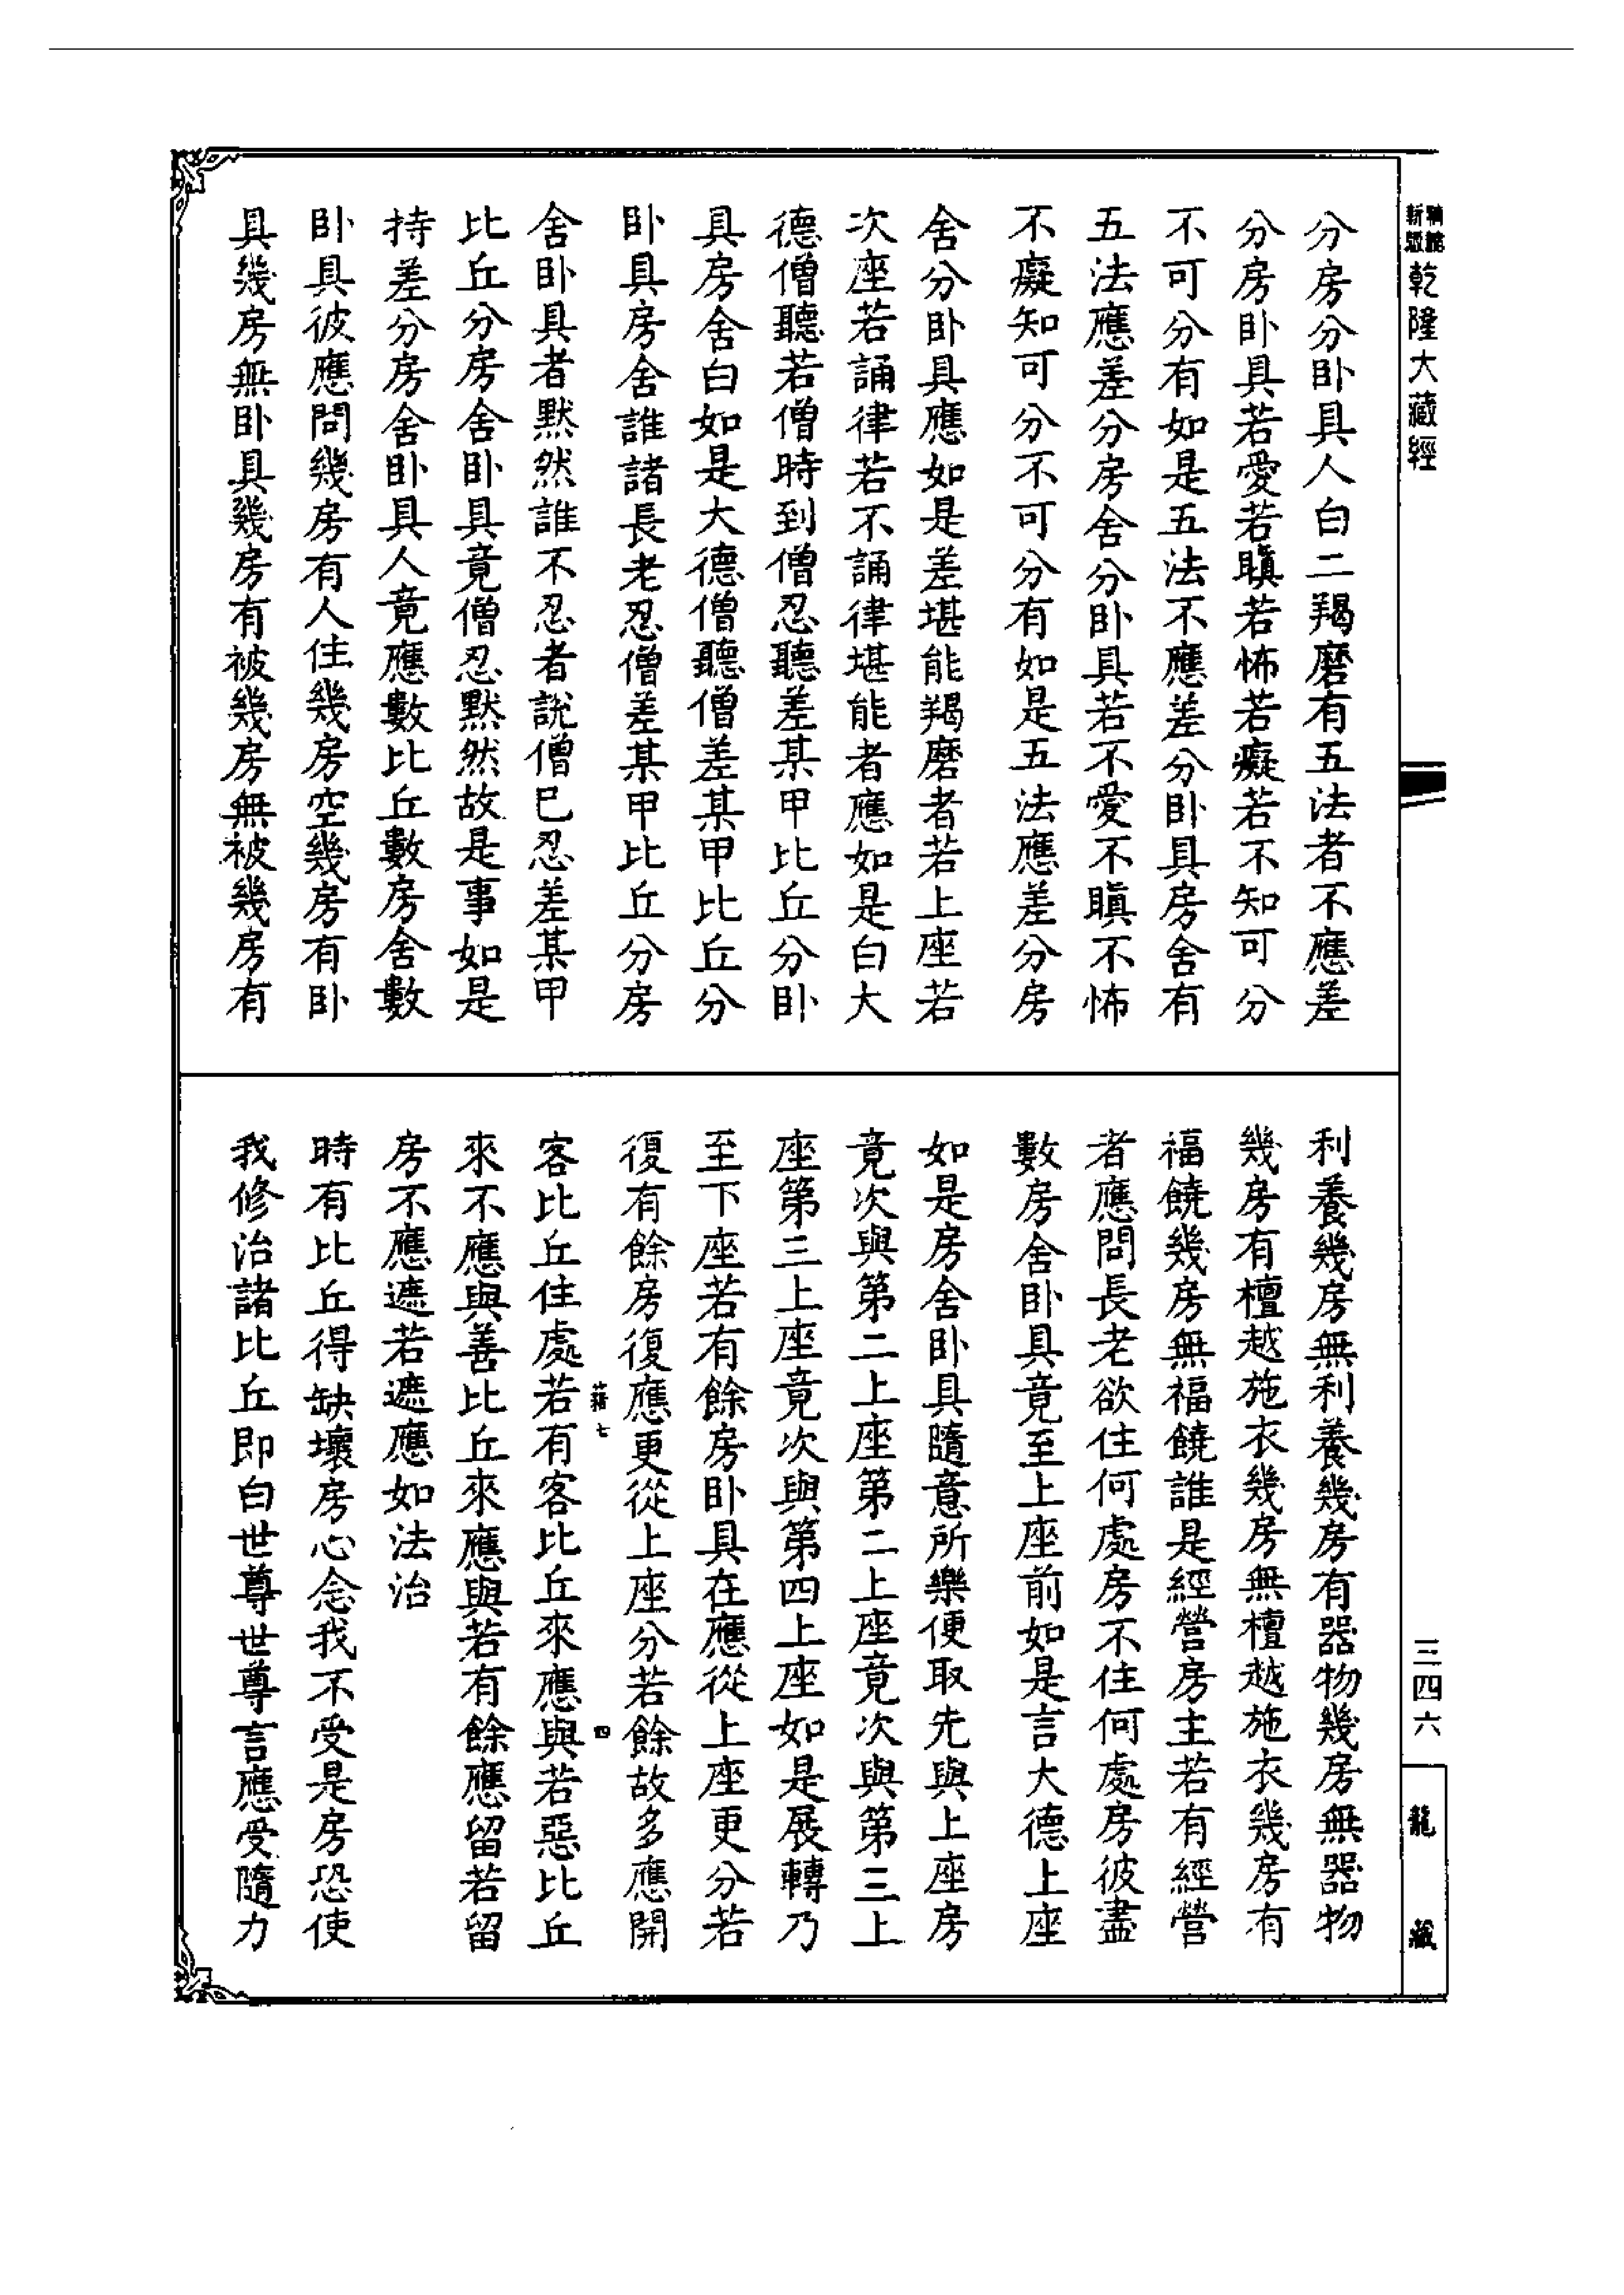 乾隆大藏經
分房分卧具人白二羯磨有五法者不應差
分房卧具若愛若瞋若怖若癡若不知可分
不可分有如是五法不應差分卧具房舍有
五法應差分房舍分卧具若不愛不瞋不怖
不癡知可分不可分有如是五法應差分房
舍分卧具應如是差堪能羯磨者若上座若
次座若誦律若不誦律堪能者應如是白大
德僧聽若僧時到僧忍聽差某甲比丘分卧
具房舍白如是大德僧聽僧差某甲比丘分
卧具房舍誰諸長老忍僧差某甲比丘分房
舍卧具者默然誰不忍者說僧已忍差某甲
比丘分房舍卧具竟僧忍默然故是事如是
持差分房舍卧具人竟應數比丘數房舍數
卧具彼應問幾房有人住幾房空幾房有卧
具幾房無卧具幾房有被幾房無被幾房有
利養幾房無利養幾房有器物幾房無器物
幾房有檀越施衣幾房無檀越施衣幾房有
福饒幾房無福饒誰是經營房主若有經營
者應問長老欲住何處房不住何處房彼盡
數房舍卧具竟至上座前如是言大德上座
如是房舍卧具隨意所樂便取先與上座房
竟次與第二上座第二上座竟次與第三上
座第三上座竟次與第四上座如是展轉乃
至下座若有餘房卧具在應從上座更分若
復有餘房復應更從上座分若餘故多應開
客比丘住處若有客比丘來應與若惡比丘
來不應與善比丘來應與若有餘應留若留
房不應遮若遮應如法治
時有比丘得缺壞房心念我不受是房恐使
我修治諸比丘即白世尊世尊言應受隨力
三四六
龍藏